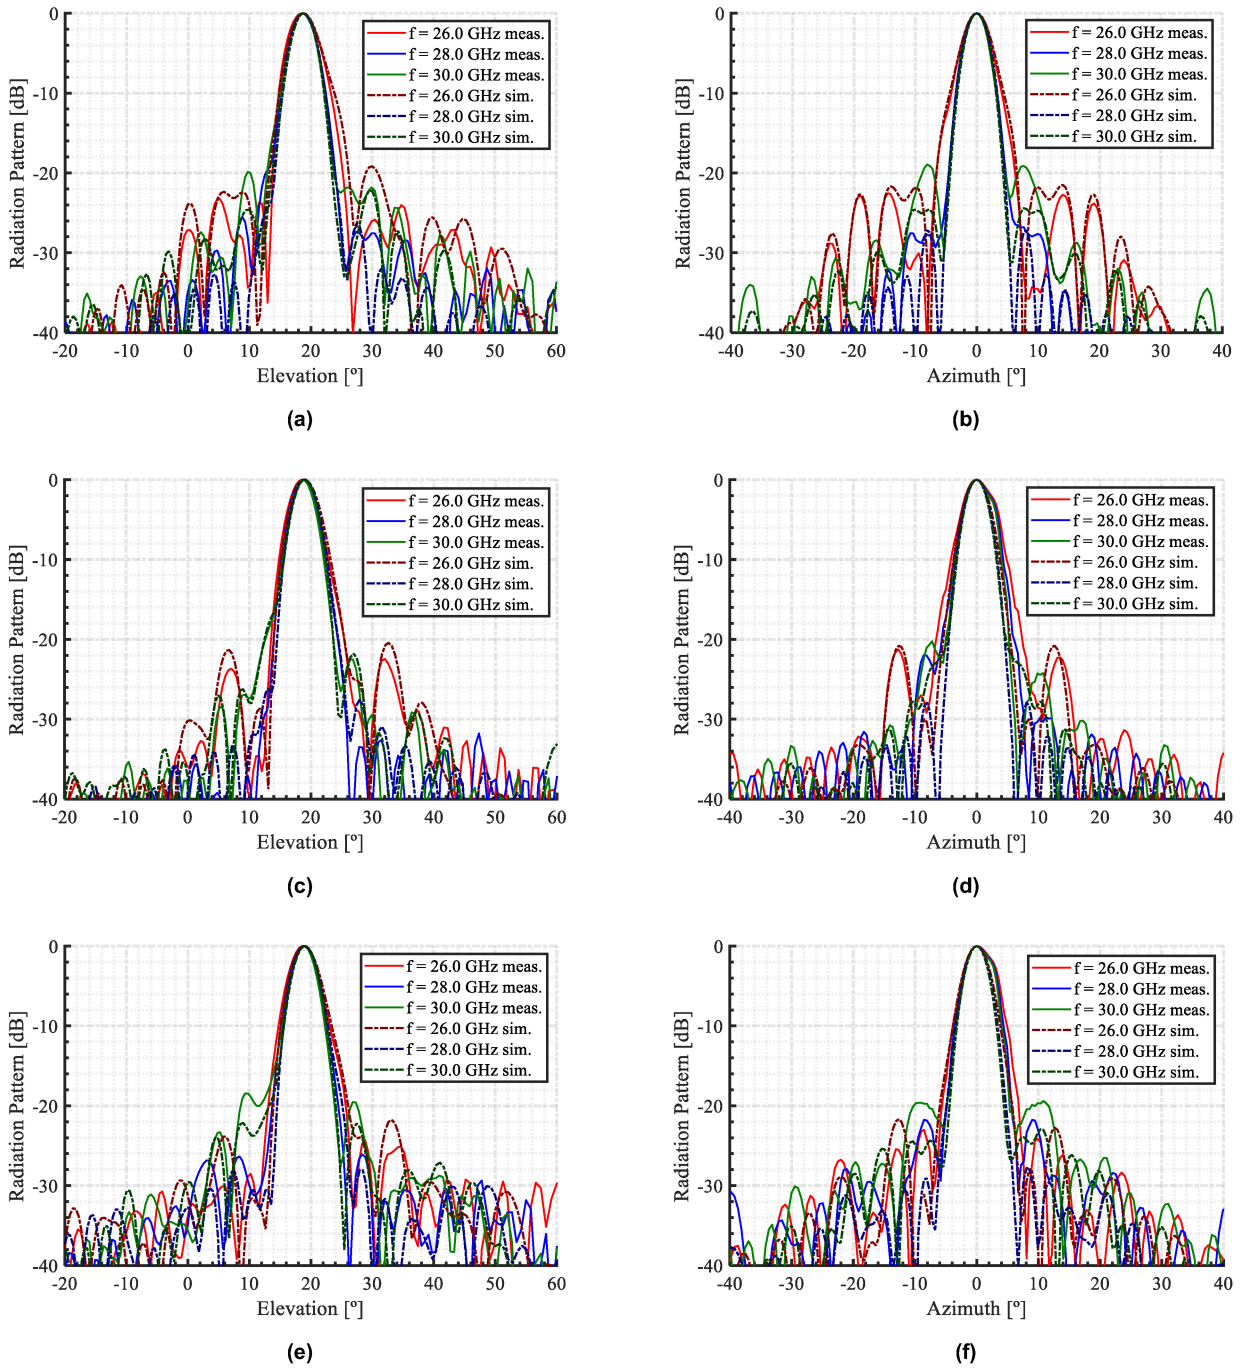 0
-10
-20
-30
-40
-20 -10 0 10 20 30 40 50 60
Radiation Pattern [dB]
Elevation [º]
f = 26.0 GHz meas.
f = 28.0 GHz meas.
f = 30.0 GHz meas.
f = 26.0 GHz sim.
f = 28.0 GHz sim.
f = 30.0 GHz sim.
(a)
0
-10
-20
-30
-40
-40 -30 -20 -10 0 10 20 30 40
Radiation Pattern [dB]
Azimuth [º]
f = 26.0 GHz meas.
f = 28.0 GHz meas.
f = 30.0 GHz meas.
f = 26.0 GHz sim.
f = 28.0 GHz sim.
f = 30.0 GHz sim.
(b)
0
-10
-20
-30
-40
-20 -10 0 10 20 30 40 50 60
Radiation Pattern [dB]
Elevation [º]
f = 26.0 GHz meas.
f = 28.0 GHz meas.
f = 30.0 GHz meas.
f = 26.0 GHz sim.
f = 28.0 GHz sim.
f = 30.0 GHz sim.
(c)
0
-10
-20
-30
-40
-40 -30 -20 -10 0 10 20 30 40
Radiation Pattern [dB]
Azimuth [º]
f = 26.0 GHz meas.
f = 28.0 GHz meas.
f = 30.0 GHz meas.
f = 26.0 GHz sim.
f = 28.0 GHz sim.
f = 30.0 GHz sim.
(d)
0
-10
-20
-30
-40
-20 -10 0 10 20 30 40 50 60
Radiation Pattern [dB]
Elevation [º]
f = 26.0 GHz meas.
f = 28.0 GHz meas.
f = 30.0 GHz meas.
f = 26.0 GHz sim.
f = 28.0 GHz sim.
f = 30.0 GHz sim.
(e)
0
-10
-20
-30
-40
-40 -30 -20 -10 0 10 20 30 40
Radiation Pattern [dB]
Azimuth [º]
f = 26.0 GHz meas.
f = 28.0 GHz meas.
f = 30.0 GHz meas.
f = 26.0 GHz sim.
f = 28.0 GHz sim.
f = 30.0 GHz sim.
(f)